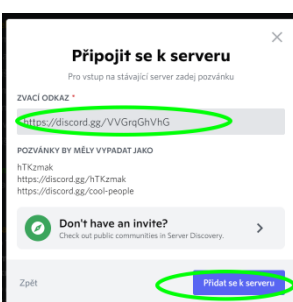 Připojit se k serveru
Pro vstup na stávající server zadej pozvánku
ZVACÍ ODKAZ *
https://discord.gg/VVGrqGhVhG
POZVÁNKY BY MĚLY VYPADAT JAKO
hTKzmak
https://discord.gg/hTKzmak
https://discord.gg/cool-people
Don't have an invite?
Check out public communities in Server Discovery.
Zpět
Přidat se k serveru